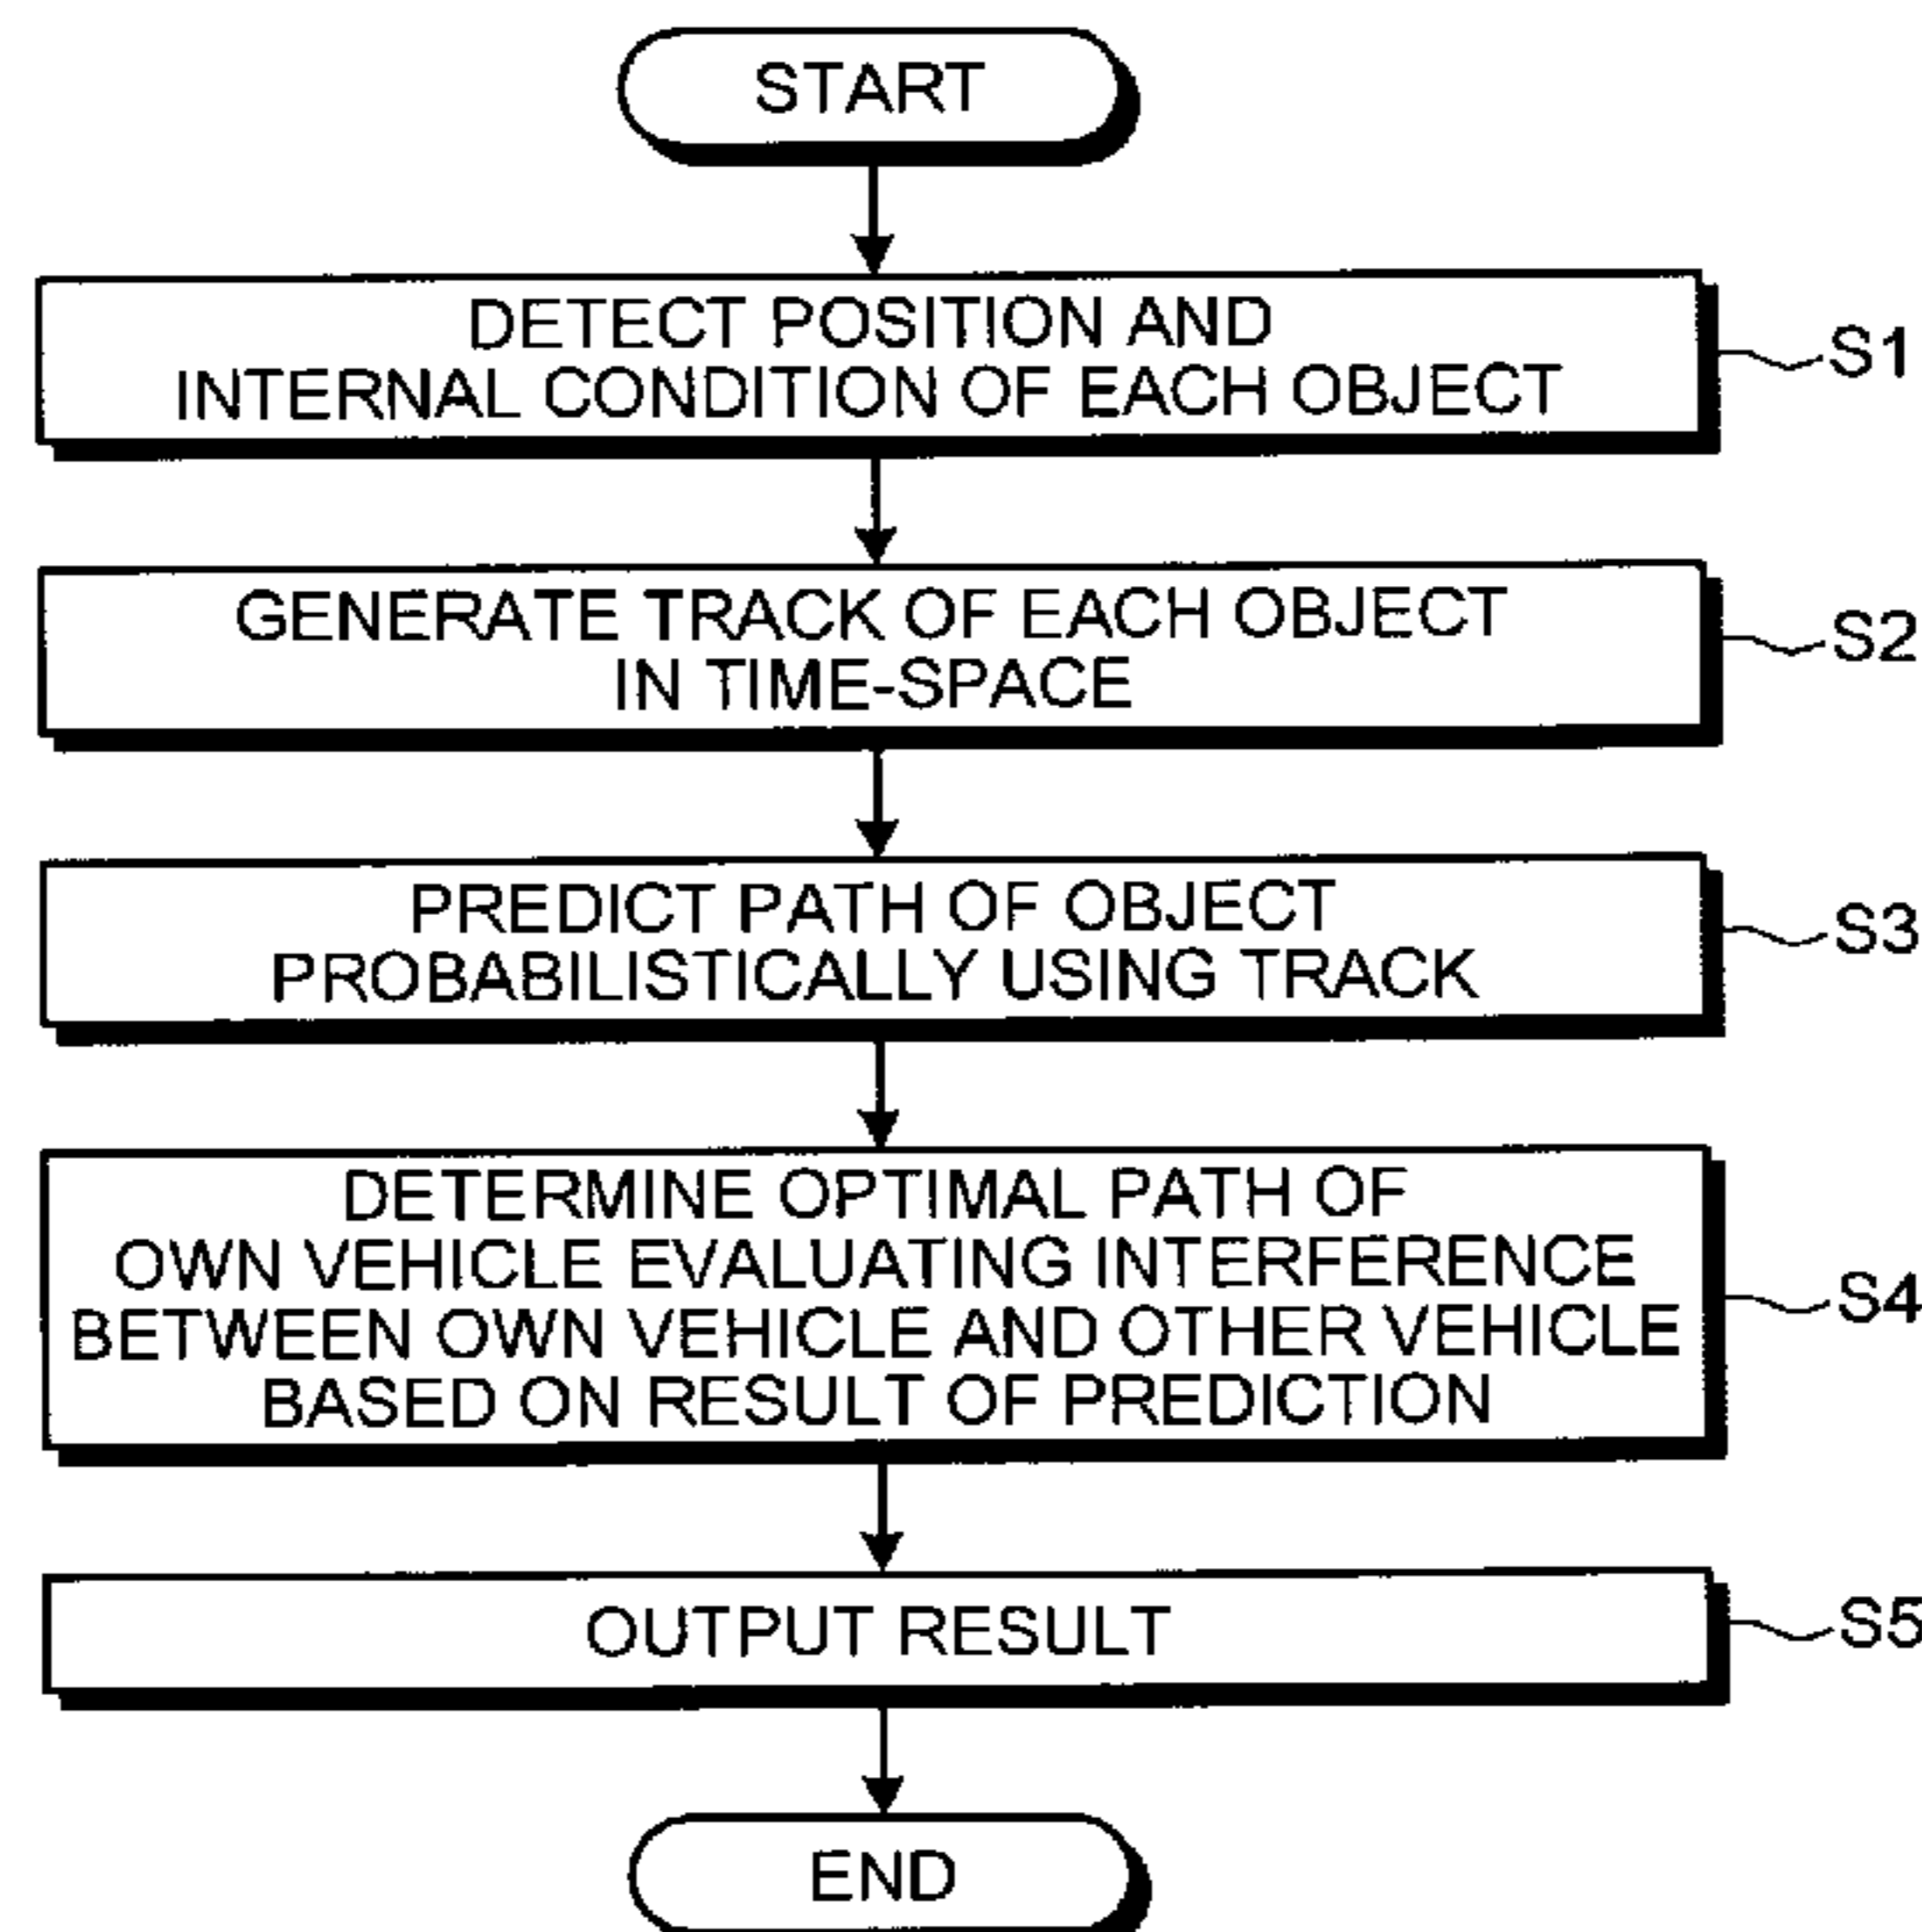 START
DETECT POSITION AND
INTERNAL CONDITION OF EACH OBJECT
S1
GENERATE TRACK OF EACH OBJECT
IN TIME-SPACE
S2
PREDICT PATH OF OBJECT
PROBABILISTICALLY USING TRACK
S3
DETERMINE OPTIMAL PATH OF
OWN VEHICLE EVALUATING INTERFERENCE
BETWEEN OWN VEHICLE AND OTHER VEHICLE
BASED ON RESULT OF PREDICTION
S4
OUTPUT RESULT
S5
END